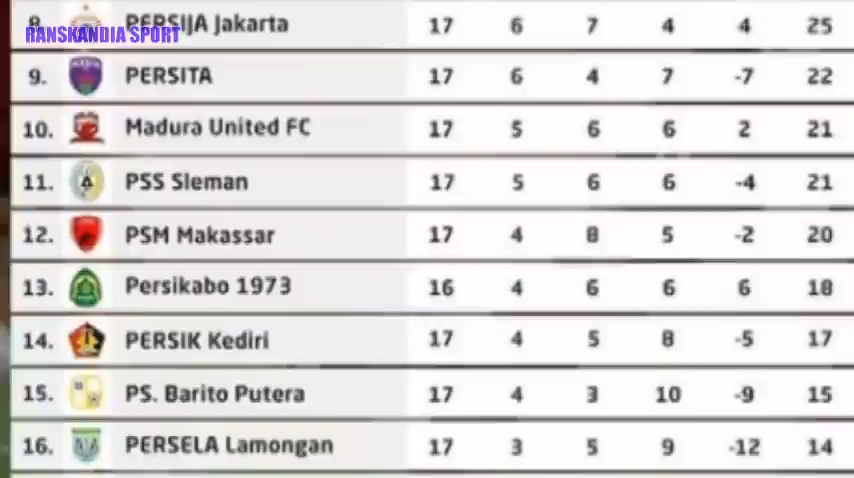 8. PERSIJA Jakarta 17 6 7 4 4 25
RANSKANDIA SPORT
9. PERSITA 17 6 4 7 -7 22
10. Madura United FC 17 5 6 6 2 21
11. PSS Sleman 17 5 6 6 -4 21
12. PSM Makassar 17 4 8 5 -2 20
13. Persikabo 1973 16 4 6 6 6 18
14. PERSIK Kediri 17 4 5 8 -5 17
15. PS. Barito Putera 17 4 3 10 -9 15
16. PERSELA Lamongan 17 3 5 9 -12 14